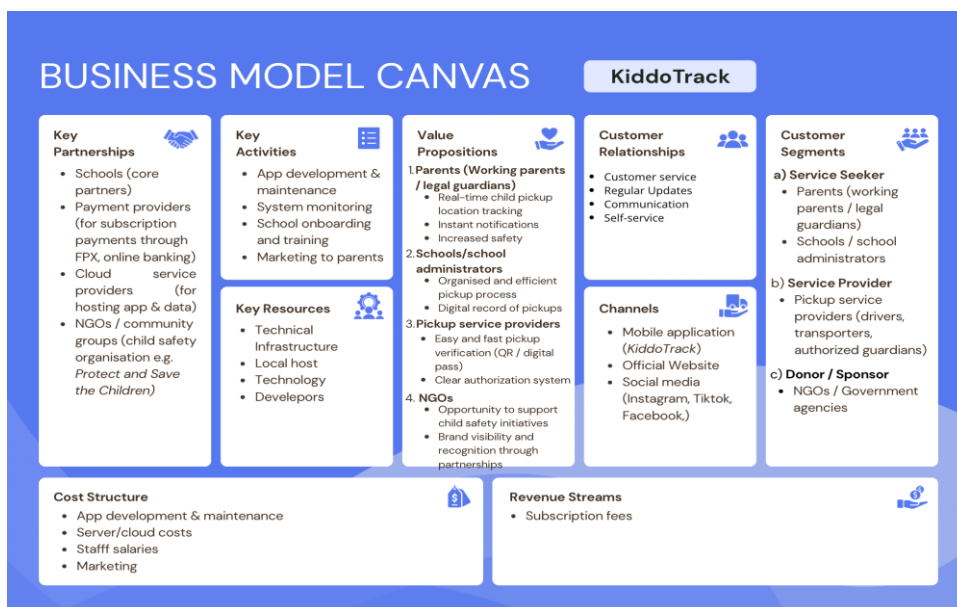 BUSINESS MODEL CANVAS
KiddoTrack
Key
Partnerships
• Schools (core
partners)
• Payment providers
(for subscription
payments through
FPX, online banking)
• Cloud service
providers (for
hosting app & data)
• NGOs / community
groups (child safety
organisation e.g.
Protect and Save
the Children)
Key
Activities
• App development &
maintenance
• System monitoring
• School onboarding
and training
• Marketing to parents
Key Resources
• Technical
Infrastructure
• Local host
• Technology
• Develepors
Value
Propositions
1. Parents (Working parents
/ legal guardians)
• Real-time child pickup
location tracking
• Instant notifications
• Increased safety
2. Schools/school
administrators
• Organised and efficient
pickup process
• Digital record of pickups
3. Pickup service providers
• Easy and fast pickup
verification (QR / digital
pass)
• Clear authorization system
4. NGOs
• Opportunity to support
child safety initiatives
• Brand visibility and
recognition through
partnerships
Customer
Relationships
• Customer service
• Regular Updates
• Communication
• Self-service
Channels
• Mobile application
(KiddoTrack)
• Official Website
• Social media
(Instagram, Tiktok,
Facebook,)
Customer
Segments
a) Service Seeker
• Parents (working
parents / legal
guardians)
• Schools / school
administrators
b) Service Provider
• Pickup service
providers (drivers,
transporters,
authorized guardians)
c) Donor / Sponsor
• NGOs / Government
agencies
Cost Structure
• App development & maintenance
• Server/cloud costs
• Stafff salaries
• Marketing
Revenue Streams
• Subscription fees